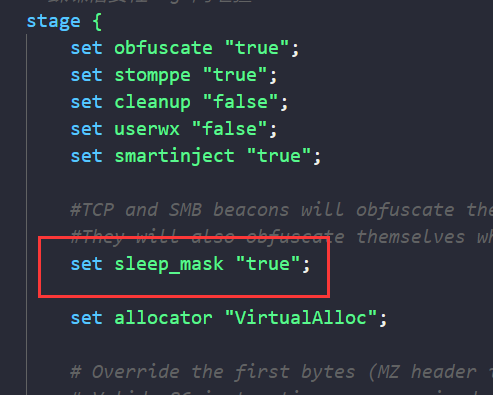 stage {
set obfuscate "true";
set stomppe "true";
set cleanup "false";
set userwx "false";
set smartinject "true";
#TCP and SMB beacons will obfuscate the
#They will also obfuscate themselves wh
set sleep_mask "true";
set allocator "VirtualAlloc";
# Override the first bytes (MZ header